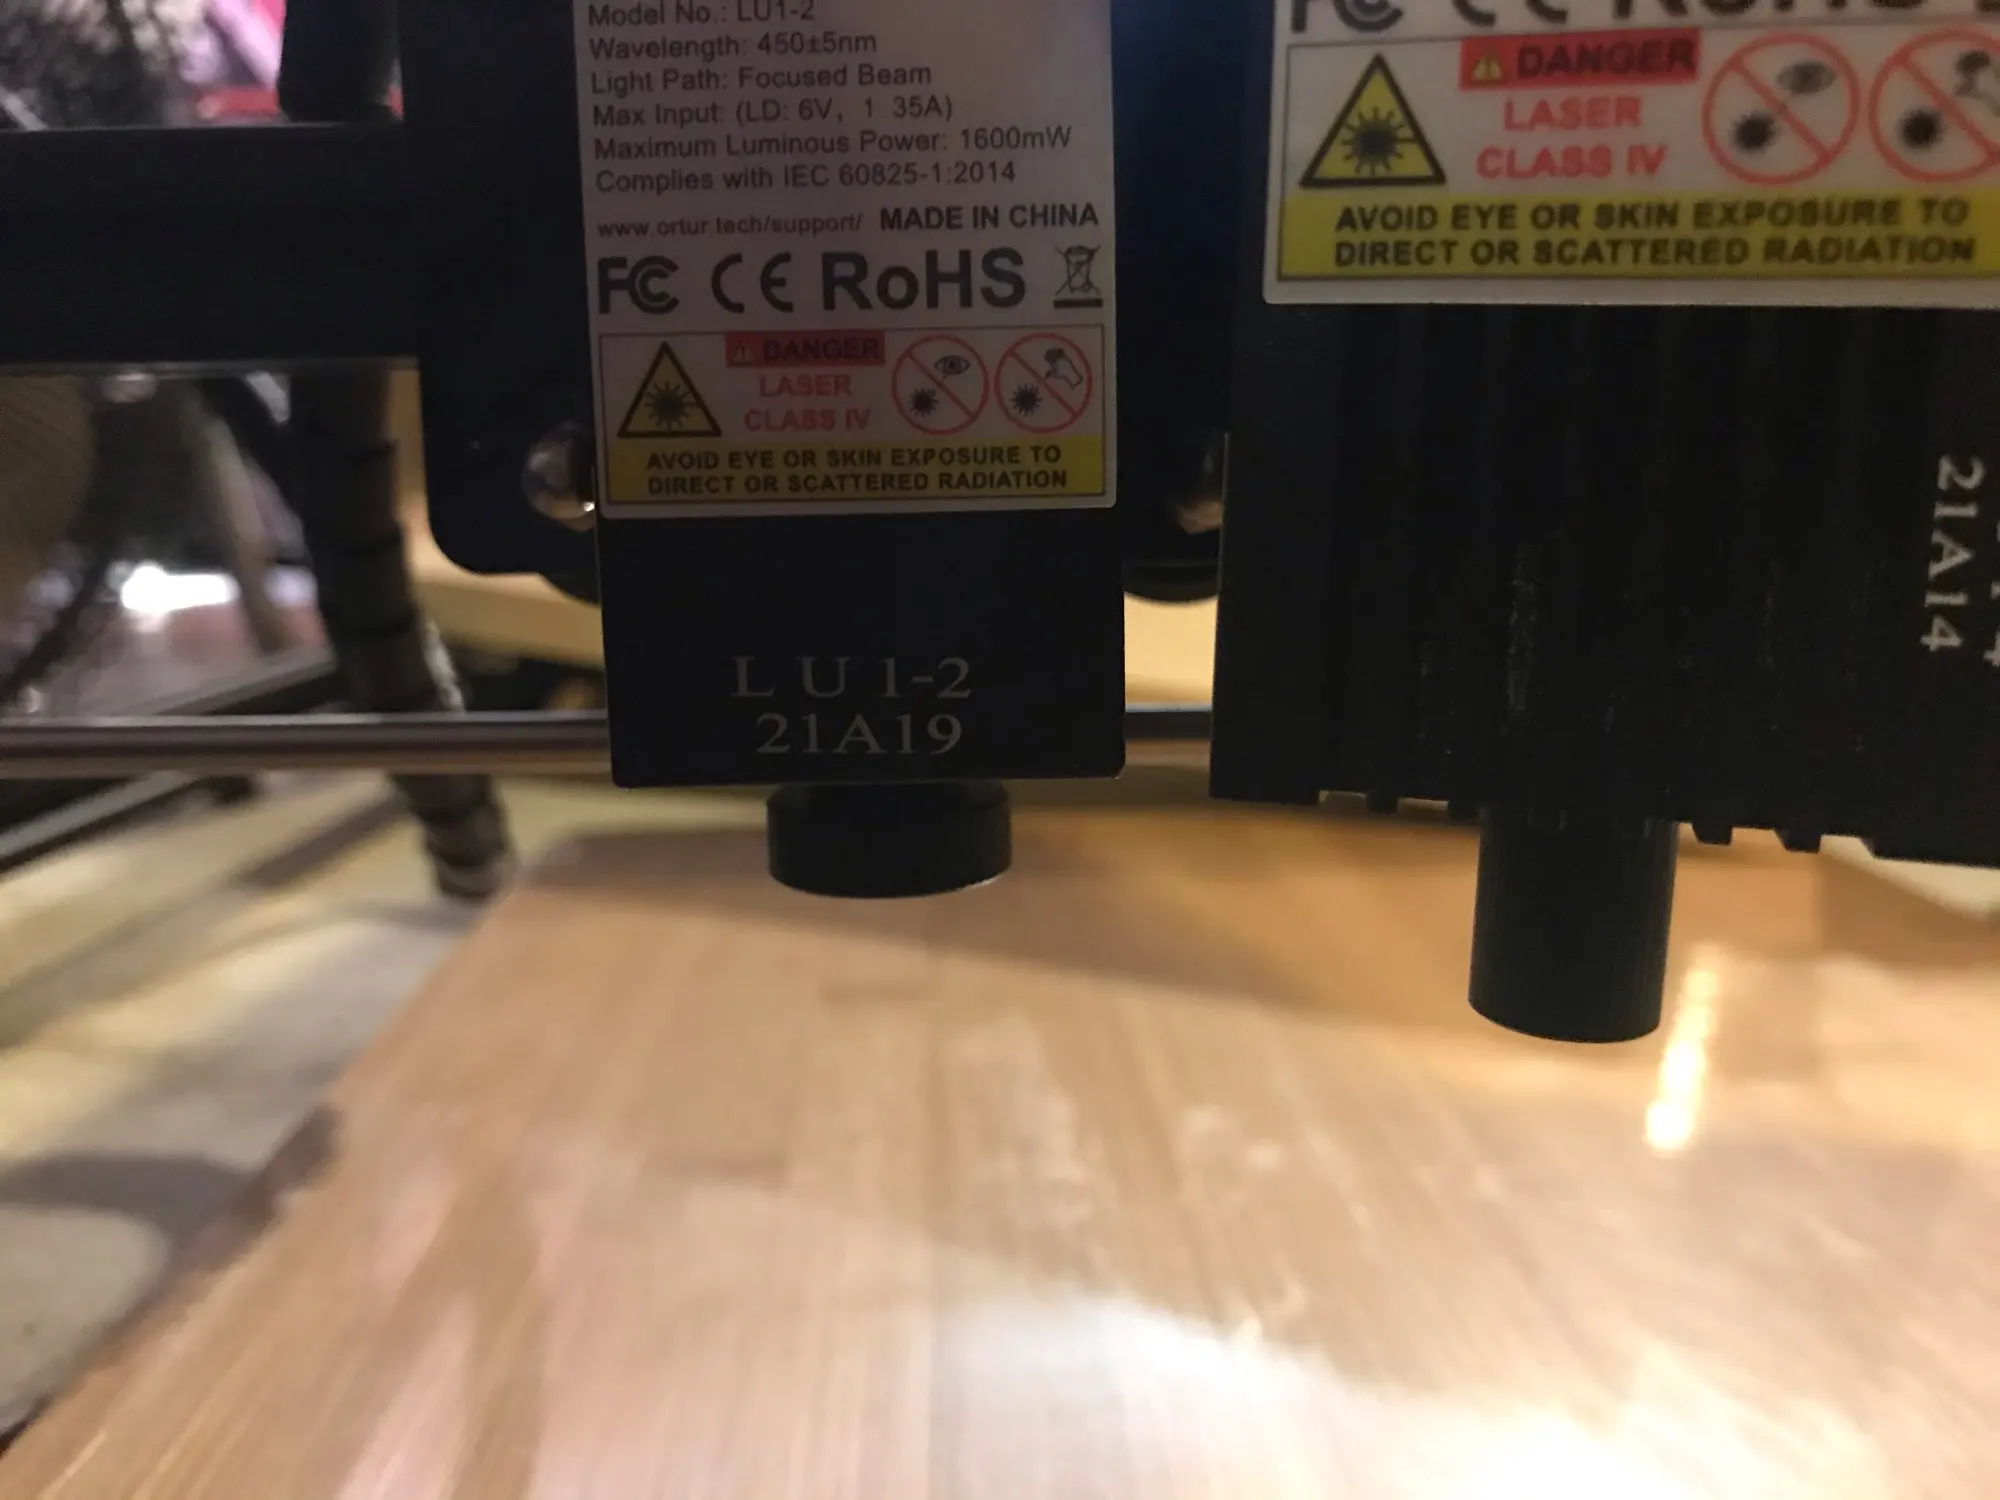 Model No.: LU1-2
Wavelength: 450±5nm
Light Path: Focused Beam
Max Input: (LD: 6V, 1.35A)
Maximum Luminous Power: 1600mW
Complies with IEC 60825-1:2014
www.ortur.tech/support/ MADE IN CHINA
FC CE RoHS
DANGER
LASER
CLASS IV
AVOID EYE OR SKIN EXPOSURE TO
DIRECT OR SCATTERED RADIATION
LU1-2
21A19
FC CE RoHS
DANGER
LASER
CLASS IV
AVOID EYE OR SKIN EXPOSURE TO
DIRECT OR SCATTERED RADIATION
21A14